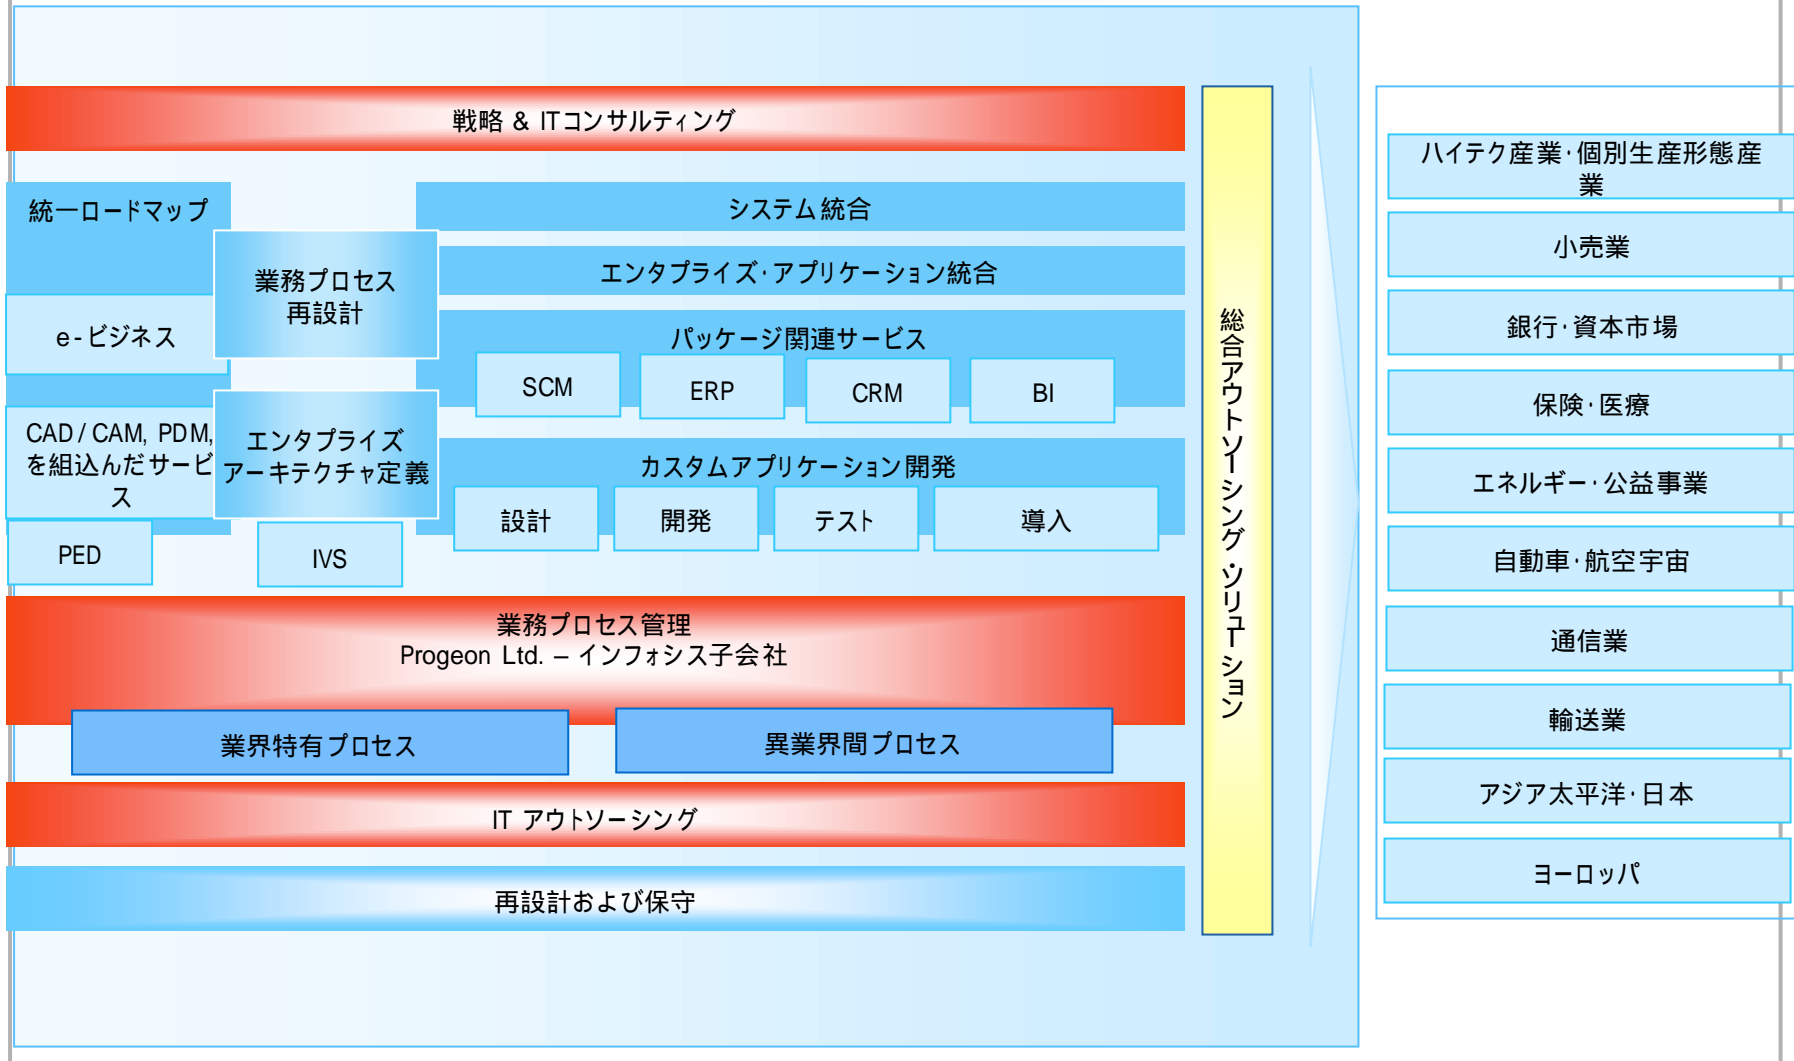 戦略 & ITコンサルティング
統一ロードマップ
e-ビジネス
CAD/CAM, PDM,
を組込んだサービ
ス
PED
業務プロセス
再設計
エンタプライズ
アーキテクチャ定義
IVS
システム統合
エンタプライズ・アプリケーション統合
パッケージ関連サービス
SCM
ERP
CRM
BI
カスタムアプリケーション開発
設計
開発
テスト
導入
業務プロセス管理
Progeon Ltd. – インフォシス子会社
業界特有プロセス
異業界間プロセス
IT アウトソーシング
再設計および保守
総合アウトソーシング・ソリューション
ハイテク産業・個別生産形態産
業
小売業
銀行・資本市場
保険・医療
エネルギー・公益事業
自動車・航空宇宙
通信業
輸送業
アジア太平洋・日本
ヨーロッパ